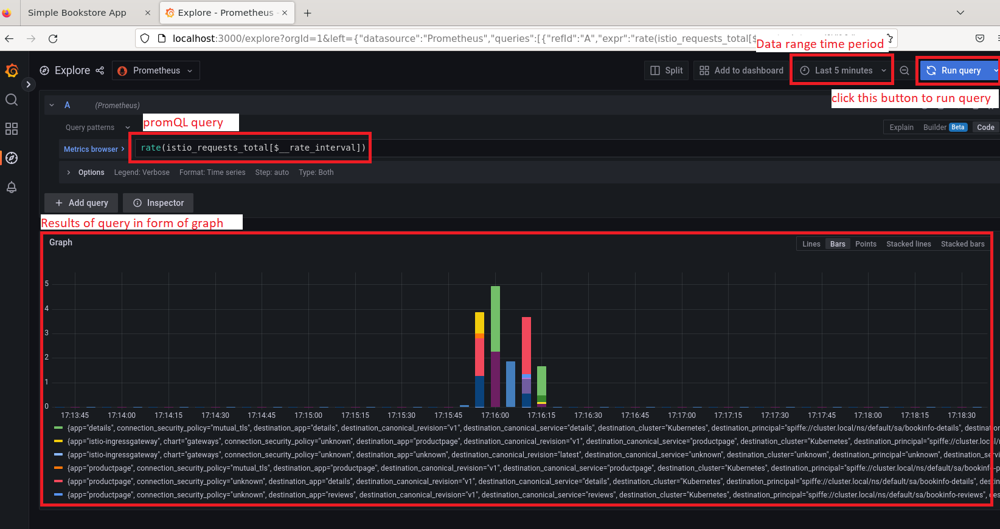 Simple Bookstore App
Explore - Prometheus -
localhost:3000/explore?orgId=1&left={"datasource":"Prometheus","queries":[{"refId":"A","expr":"rate(istio_requests_total[$
Data range time period
Explore
Prometheus
Split
Add to dashboard
Last 5 minutes
Run query
click this button to run query
A
(Prometheus)
promQL query
Query patterns
Explain Builder Beta Code
Metrics browser >
rate(istio_requests_total[$__rate_interval])
Options Legend: Verbose Format: Time series Step: auto Type: Both
+ Add query
Inspector
Results of query in form of graph
Graph
Lines Bars Points Stacked lines Stacked bars
5
4
3
2
1
0
17:13:45 17:14:00 17:14:15 17:14:30 17:14:45 17:15:00 17:15:15 17:15:30 17:15:45 17:16:00 17:16:15 17:16:30 17:16:45 17:17:00 17:17:15 17:17:30 17:17:45 17:18:00 17:18:15 17:18:30
{app="details", connection_security_policy="mutual_tls", destination_app="details", destination_canonical_revision="v1", destination_canonical_service="details", destination_cluster="Kubernetes", destination_principal="spiffe://cluster.local/ns/default/sa/bookinfo-details", destination
{app="istio-ingressgateway", chart="gateways", connection_security_policy="unknown", destination_app="productpage", destination_canonical_revision="v1", destination_canonical_service="productpage", destination_cluster="Kubernetes", destination_principal="spiffe://cluster.local/
{app="istio-ingressgateway", chart="gateways", connection_security_policy="unknown", destination_app="unknown", destination_canonical_revision="latest", destination_canonical_service="unknown", destination_cluster="unknown", destination_principal="unknown", destination_servi
{app="productpage", connection_security_policy="mutual_tls", destination_app="productpage", destination_canonical_revision="v1", destination_canonical_service="productpage", destination_cluster="Kubernetes", destination_principal="spiffe://cluster.local/ns/default/sa/bookinfo-p
{app="productpage", connection_security_policy="unknown", destination_app="details", destination_canonical_revision="v1", destination_canonical_service="details", destination_cluster="Kubernetes", destination_principal="spiffe://cluster.local/ns/default/sa/bookinfo-details", destin
{app="productpage", connection_security_policy="unknown", destination_app="reviews", destination_canonical_revision="v1", destination_canonical_service="reviews", destination_cluster="Kubernetes", destination_principal="spiffe://cluster.local/ns/default/sa/bookinfo-reviews", des